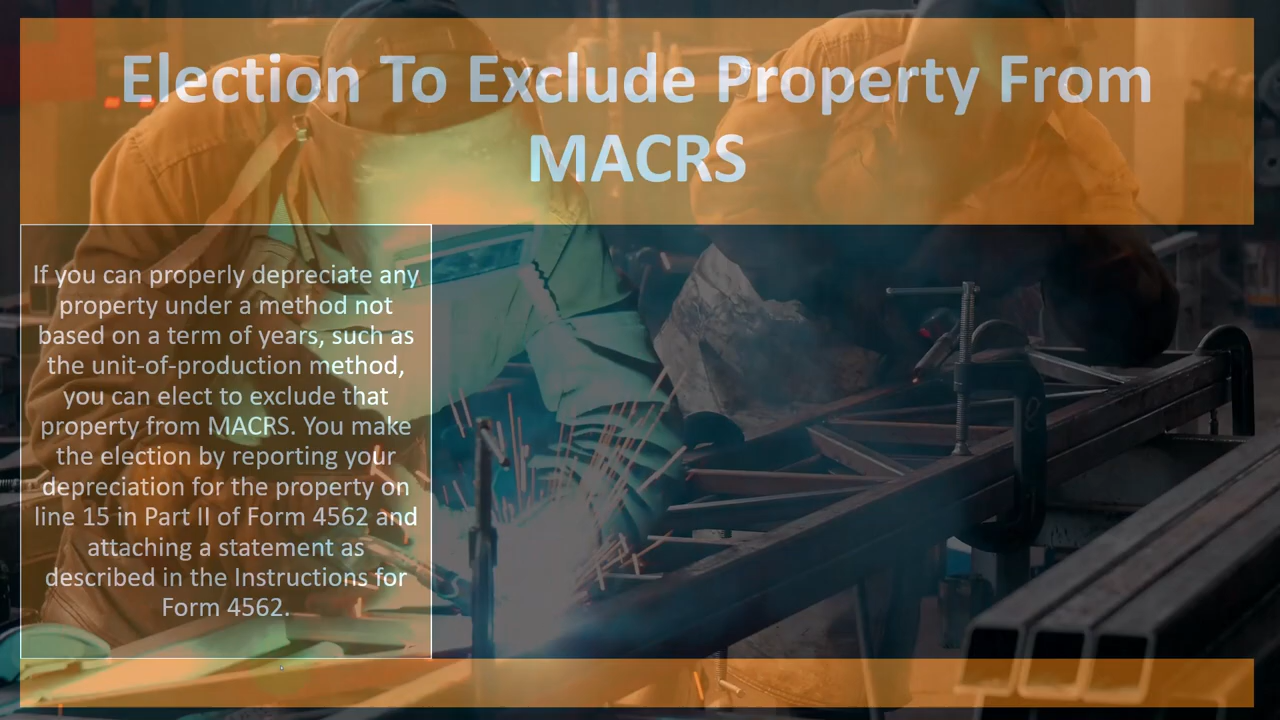 Election To Exclude Property From
MACRS
If you can properly depreciate any
property under a method not
based on a term of years, such as
the unit-of-production method,
you can elect to exclude that
property from MACRS. You make
the election by reporting your
depreciation for the property on
line 15 in Part II of Form 4562 and
attaching a statement as
described in the Instructions for
Form 4562.